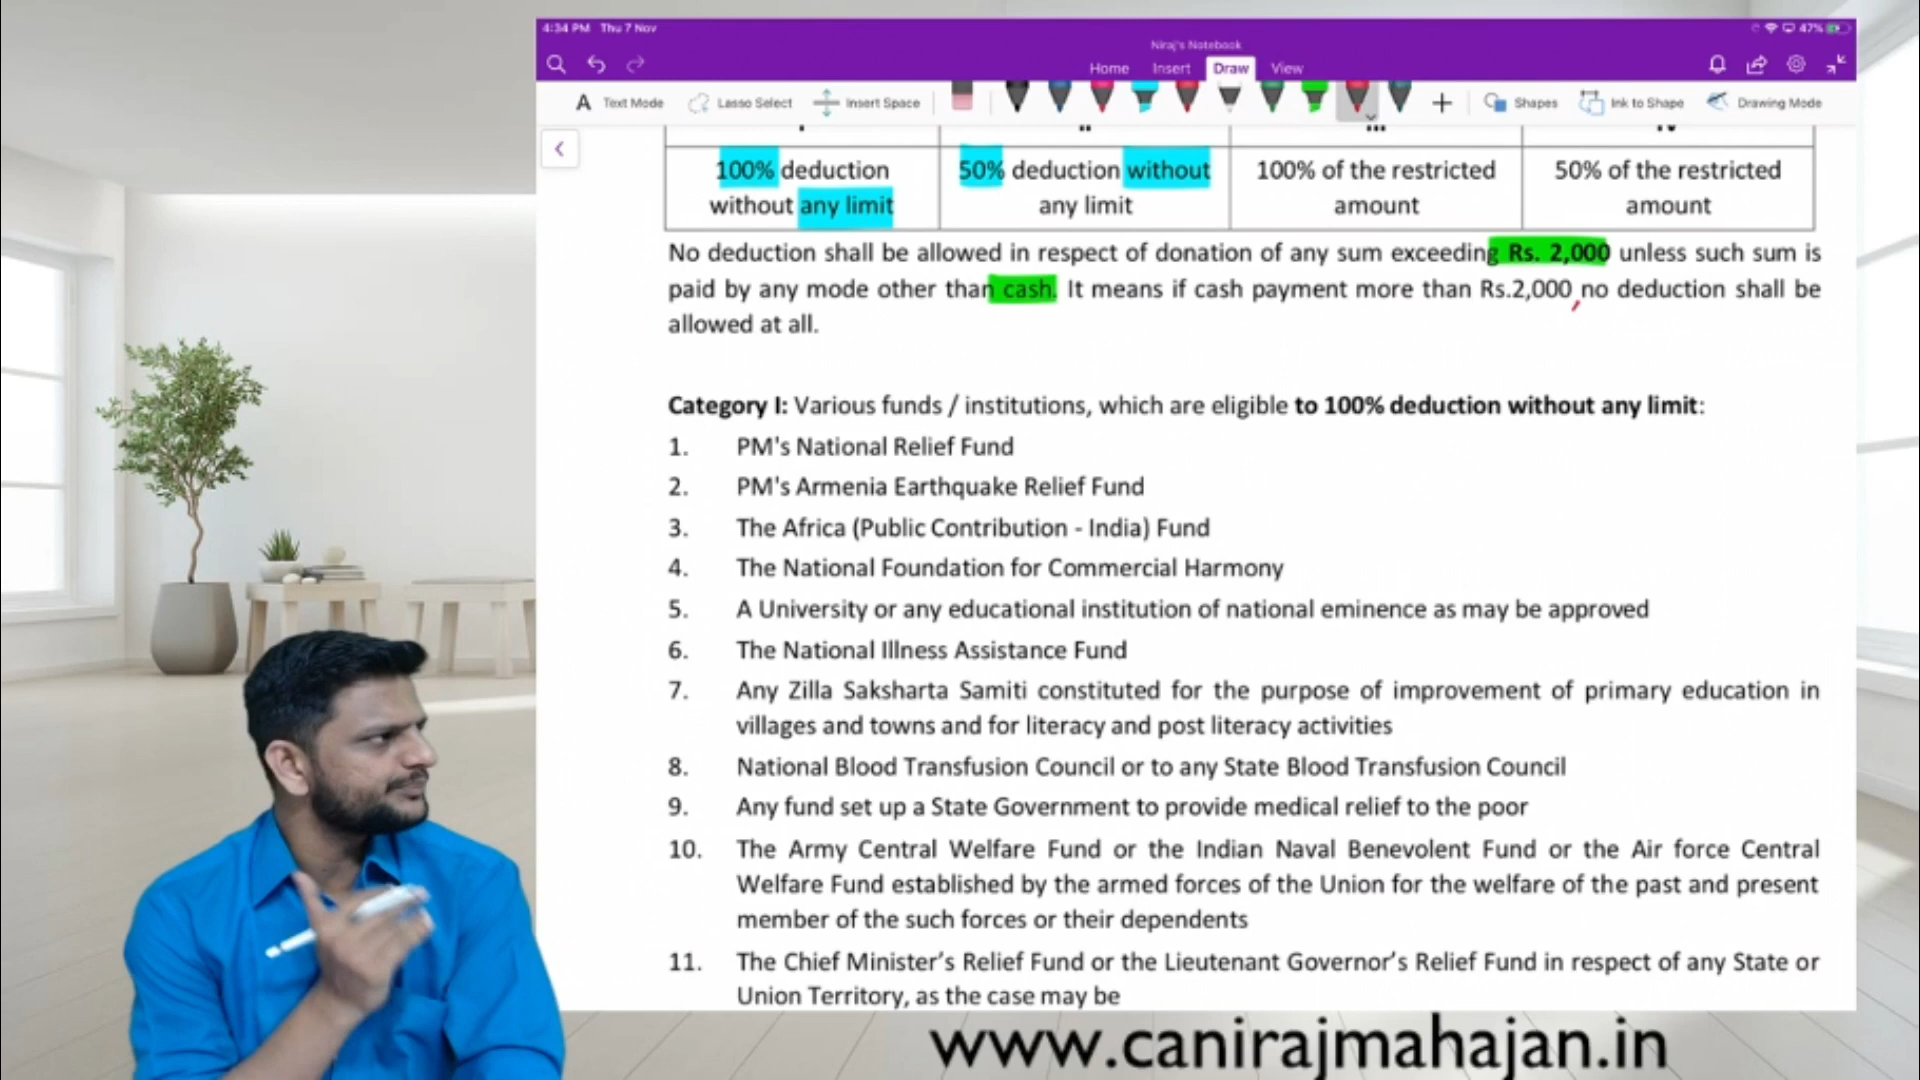 4:34 PM Thu 7 Nov
47%
Niraj's Notebook
Home Insert Draw View
Text Mode Lasso Select Insert Space Shapes Ink to Shape Drawing Mode
100% deduction without any limit
50% deduction without any limit
100% of the restricted amount
50% of the restricted amount
No deduction shall be allowed in respect of donation of any sum exceeding Rs. 2,000 unless such sum is
paid by any mode other than cash. It means if cash payment more than Rs.2,000, no deduction shall be
allowed at all.
Category I: Various funds / institutions, which are eligible to 100% deduction without any limit:
1. PM's National Relief Fund
2. PM's Armenia Earthquake Relief Fund
3. The Africa (Public Contribution - India) Fund
4. The National Foundation for Commercial Harmony
5. A University or any educational institution of national eminence as may be approved
6. The National Illness Assistance Fund
7. Any Zilla Saksharta Samiti constituted for the purpose of improvement of primary education in
villages and towns and for literacy and post literacy activities
8. National Blood Transfusion Council or to any State Blood Transfusion Council
9. Any fund set up a State Government to provide medical relief to the poor
10. The Army Central Welfare Fund or the Indian Naval Benevolent Fund or the Air force Central
Welfare Fund established by the armed forces of the Union for the welfare of the past and present
member of the such forces or their dependents
11. The Chief Minister's Relief Fund or the Lieutenant Governor's Relief Fund in respect of any State or
Union Territory, as the case may be
www.canirajmahajan.in